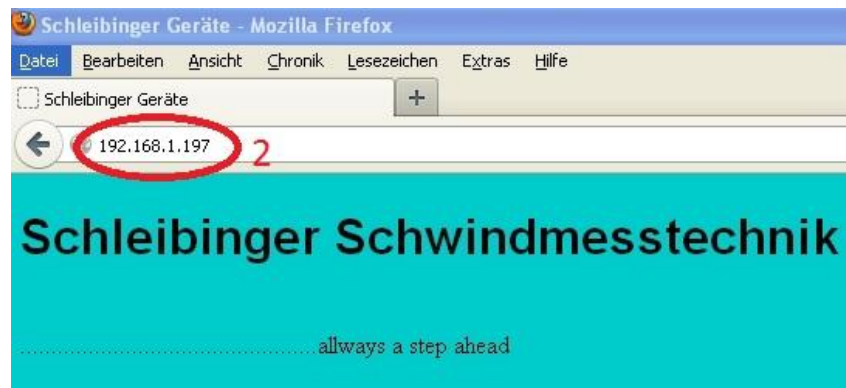 Schleibinger Geräte - Mozilla Firefox
Datei Bearbeiten Ansicht Chronik Lesezeichen Extras Hilfe
Schleibinger Geräte +
192.168.1.197 2
Schleibinger Schwindmesstechnik
................................................allways a step ahead